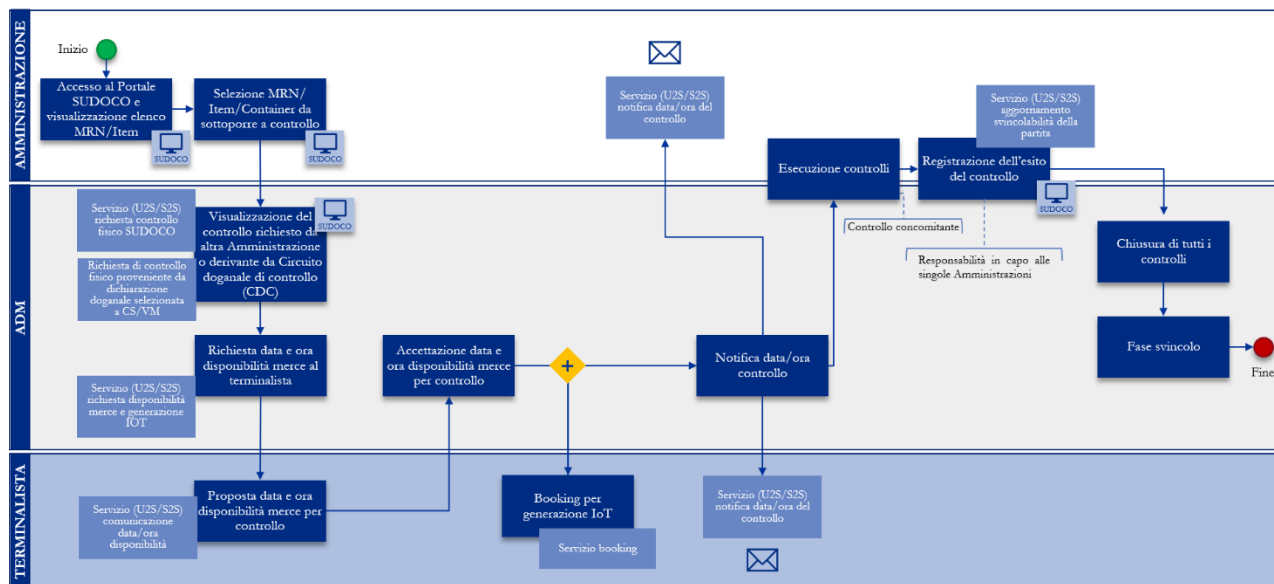 AMMINISTRAZIONE
Inizio
Accesso al Portale
SUDOCO e
visualizzazione elenco
MRN/Item
SUDOCO
Selezione MRN/
Item/Container da
sottoporre a controllo
SUDOCO
Servizio (U2S/S2S)
notifica data/ora del
controllo
Esecuzione controlli
Servizio (U2S/S2S)
aggiornamento
svincolabilità della
partita
Registrazione dell'esito
del controllo
SUDOCO
ADM
Servizio (U2S/S2S)
richiesta controllo
fisico SUDOCO
Richiesta di controllo
fisico proveniente da
dichiarazione
doganale selezionata
a CS/VM
Visualizzazione del
controllo richiesto da
altra Amministrazione
o derivante da Circuito
doganale di controllo
(CDC)
SUDOCO
Controllo concomitante
Responsabilità in capo alle
singole Amministrazioni
Chiusura di tutti i
controlli
Richiesta data e ora
disponibilità merce al
terminalista
Servizio (U2S/S2S)
richiesta disponibilità
merce e generazione
IOT
Accettazione data e
ora disponibilità merce
per controllo
Notifica data/ora
controllo
Fase svincolo
Fine
TERMINALISTA
Proposta data e ora
disponibilità merce per
controllo
Servizio (U2S/S2S)
comunicazione
data/ora
disponibilità
Booking per
generazione IoT
Servizio booking
Servizio (U2S/S2S)
notifica data/ora del
controllo